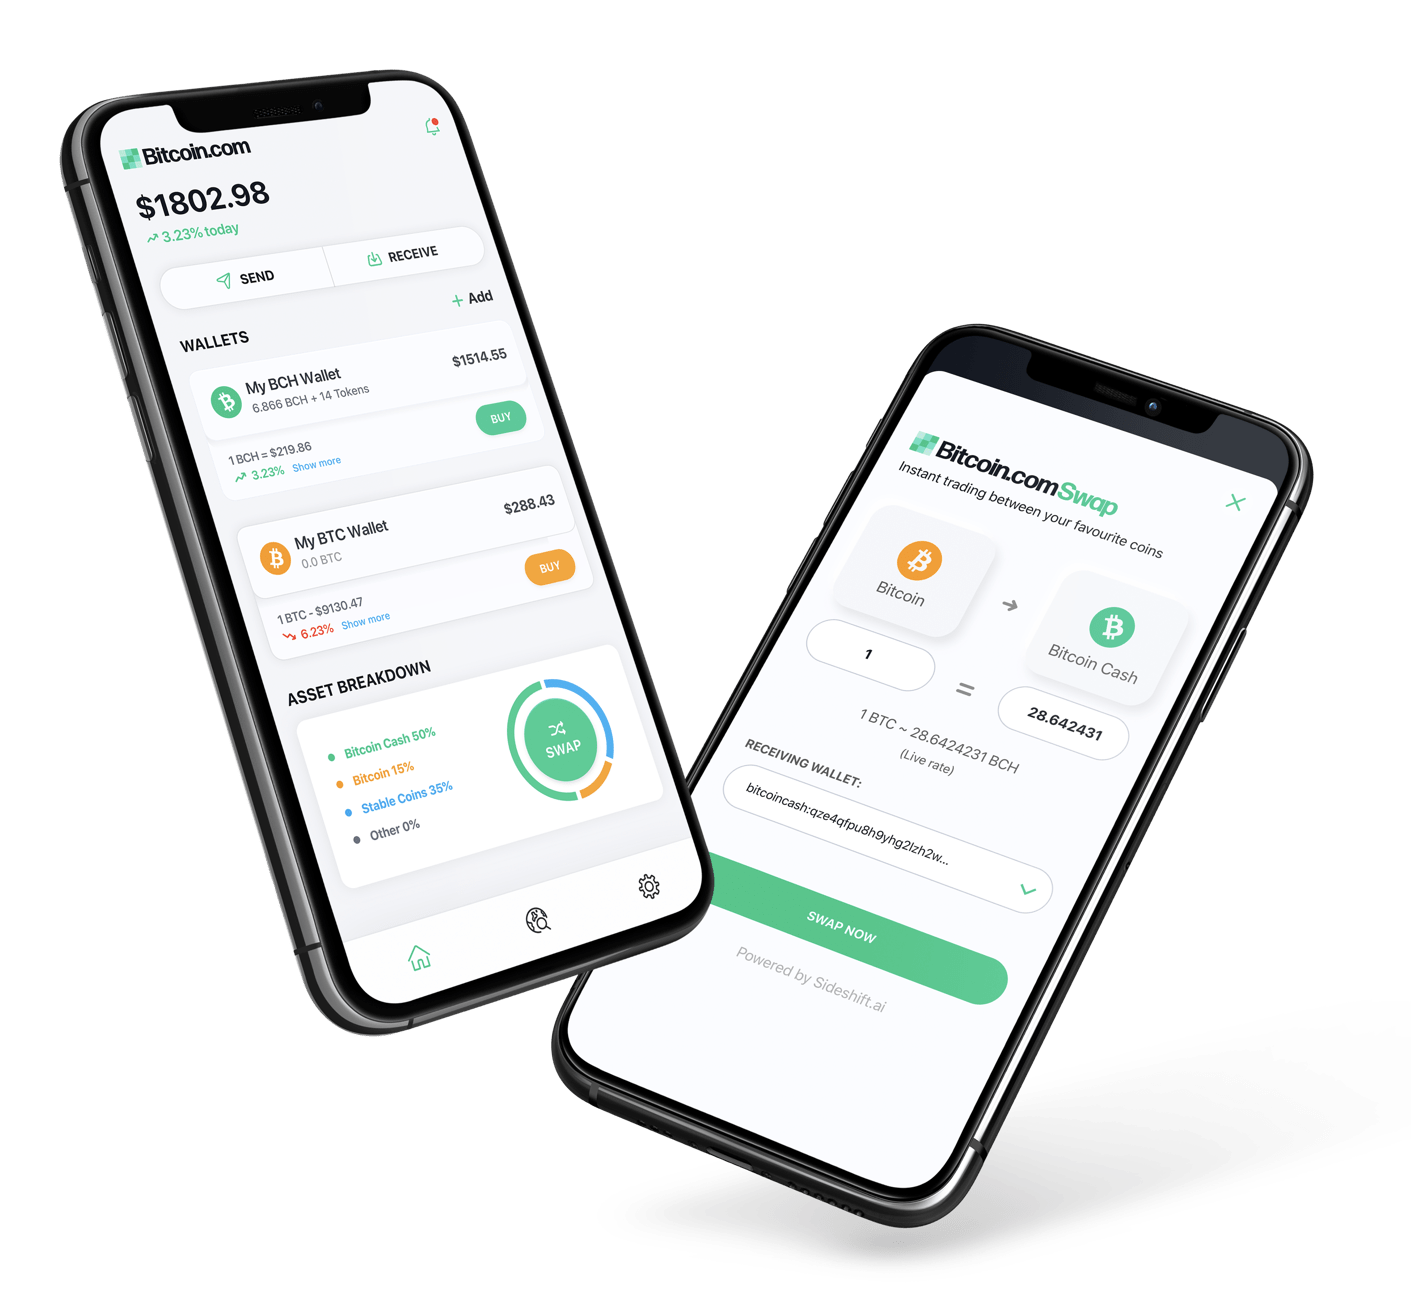 Bitcoin.com
$1802.98
3.23% today
SEND
RECEIVE
+ Add
WALLETS
My BCH Wallet
$1514.55
6.866 BCH + 14 Tokens
BUY
1 BCH = $219.86
3.23% Show more
My BTC Wallet
$288.43
0.0 BTC
BUY
1 BTC - $9130.47
6.23% Show more
ASSET BREAKDOWN
Bitcoin Cash 50%
Bitcoin 15%
Stable Coins 35%
Other 0%
SWAP
Bitcoin.com Swap
Instant trading between your favourite coins
Bitcoin
Bitcoin Cash
1
=
28.642431
1 BTC ~ 28.6424231 BCH
(Live rate)
RECEIVING WALLET:
bitcoincash:qze4qfpu8h9yhg2lzh2w...
SWAP NOW
Powered by Sideshift.ai